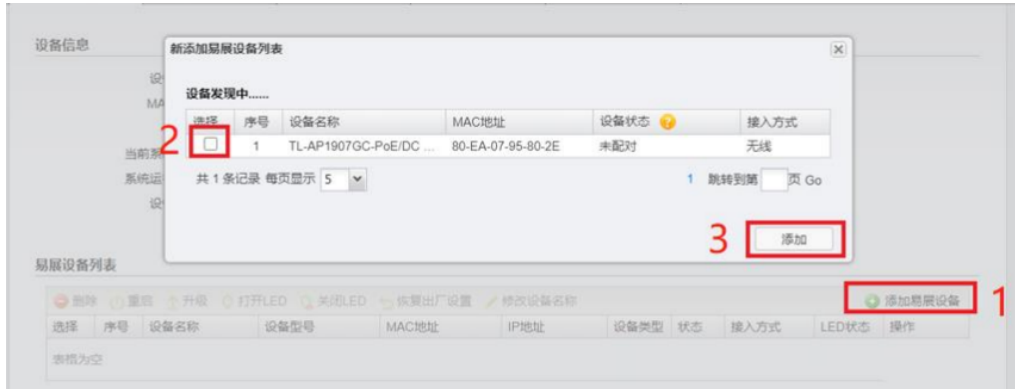 设备信息
新添加易展设备列表
设备发现中......
选择 序号 设备名称 MAC地址 设备状态 接入方式
2
1 TL-AP1907GC-PoE/DC ... 80-EA-07-95-80-2E 未配对 无线
当前系
系统运
共 1 条记录 每页显示 5 1 跳转到第 页 Go
3 添加
易展设备列表
删除 重启 升级 打开LED 关闭LED 恢复出厂设置 修改设备名称 添加易展设备 1
选择 序号 设备名称 设备型号 MAC地址 IP地址 设备类型 状态 接入方式 LED状态 操作
表格为空